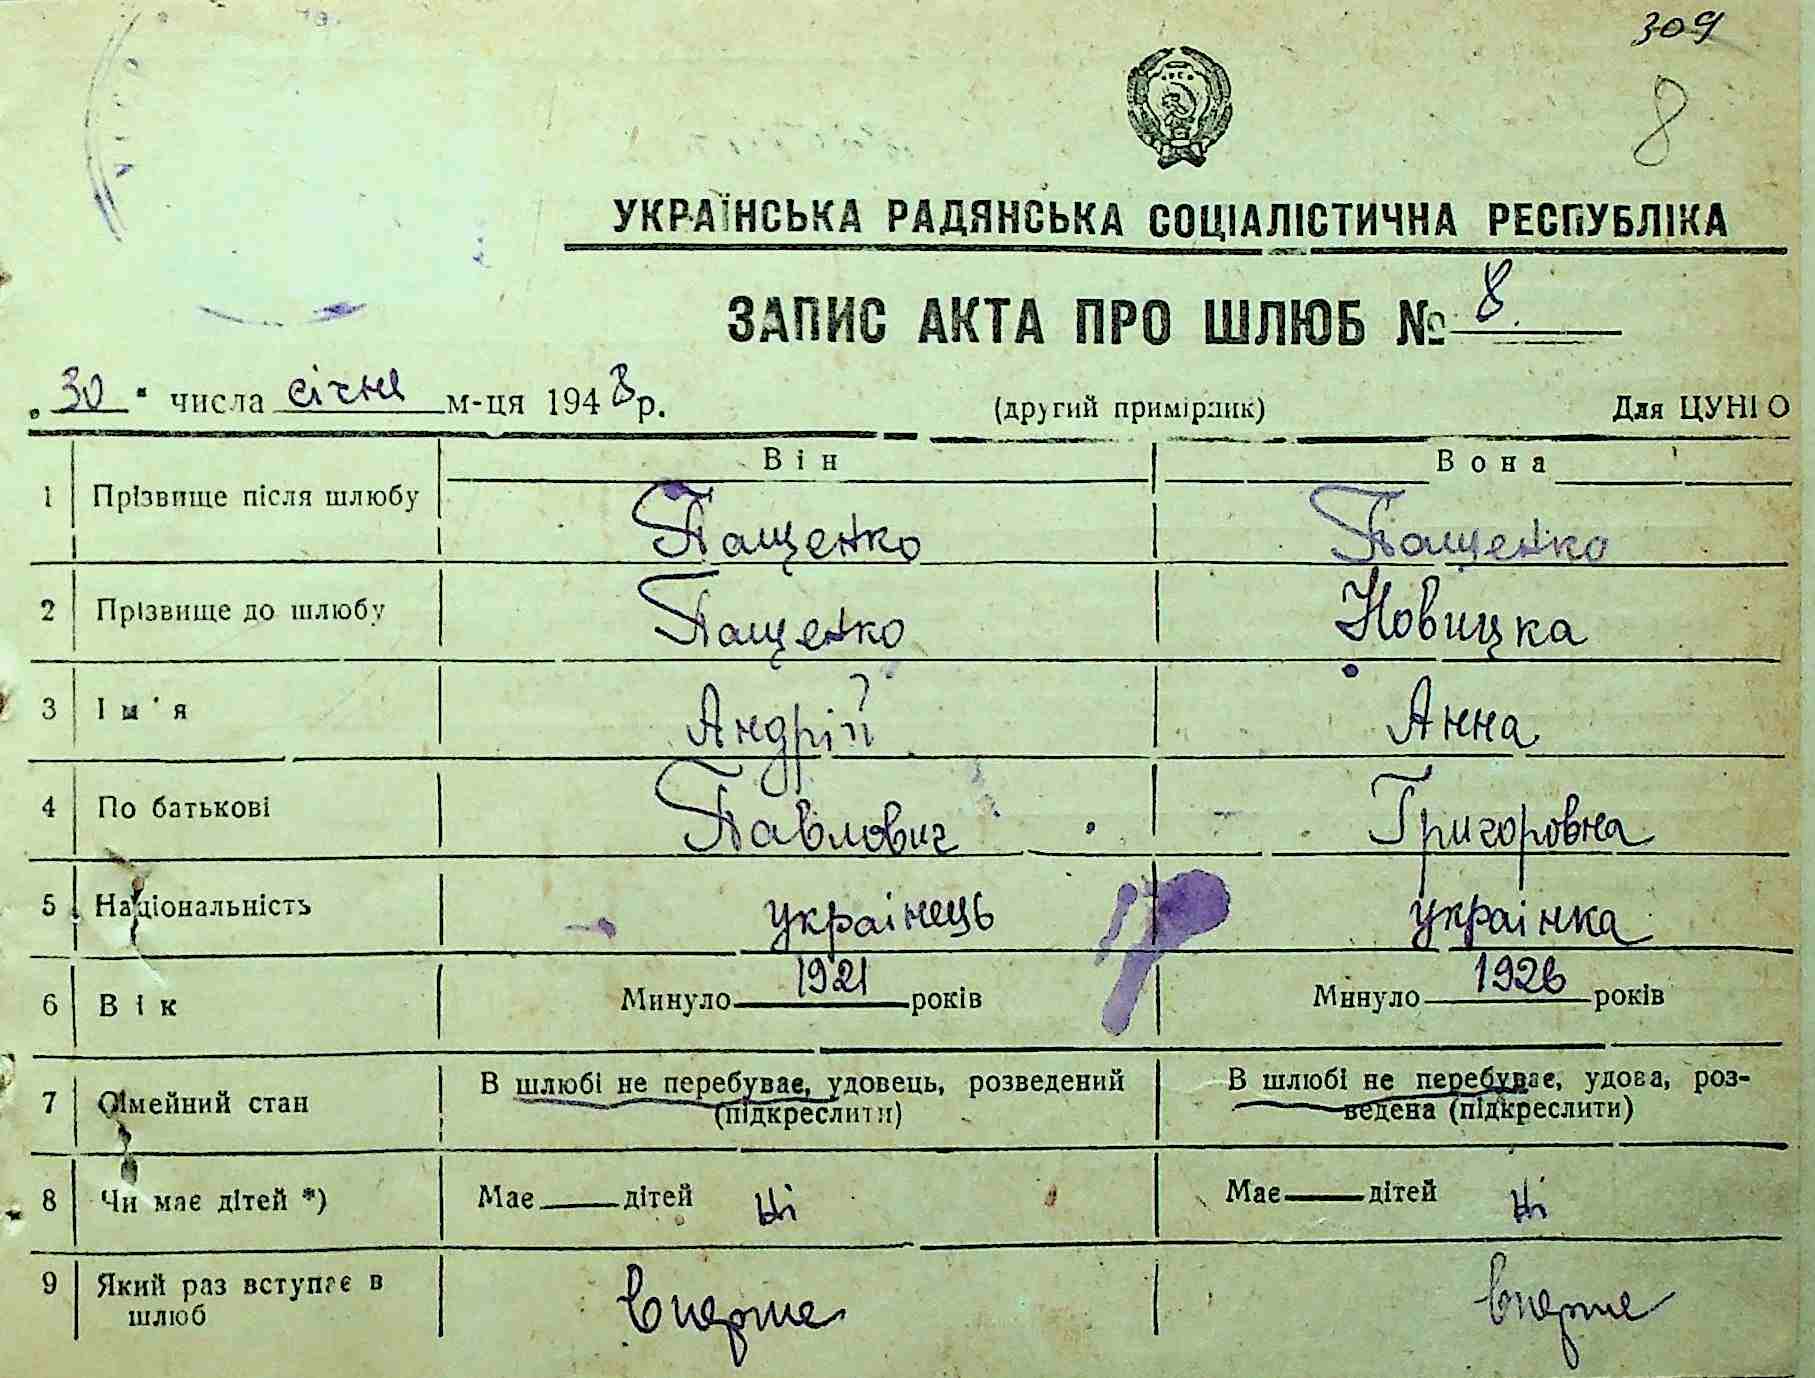 309
8
УКРАЇНСЬКА РАДЯНСЬКА СОЦІАЛІСТИЧНА РЕСПУБЛІКА
ЗАПИС АКТА ПРО ШЛЮБ № 8.
„30" числа січня м-ця 1948 р. (другий примірник) Для ЦУНІО
Він Вона
1 Прізвище після шлюбу Пащенко Пащенко
2 Прізвище до шлюбу Пащенко Новицка
3 Ім'я Андрій Анна
4 По батькові Павлович Григоровна
5 Національність українець українка
6 Вік Минуло 1921 років Минуло 1926 років
7 Сімейний стан В шлюбі не перебуває, удовець, розведений (підкреслити) В шлюбі не перебуває, удова, роз-
ведена (підкреслити)
8 Чи має дітей *) Має — дітей ні Має — дітей ні
9 Який раз вступає в шлюб вперше вперше